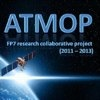 ATMOP
FP7 research collaborative project
(2011 – 2013)